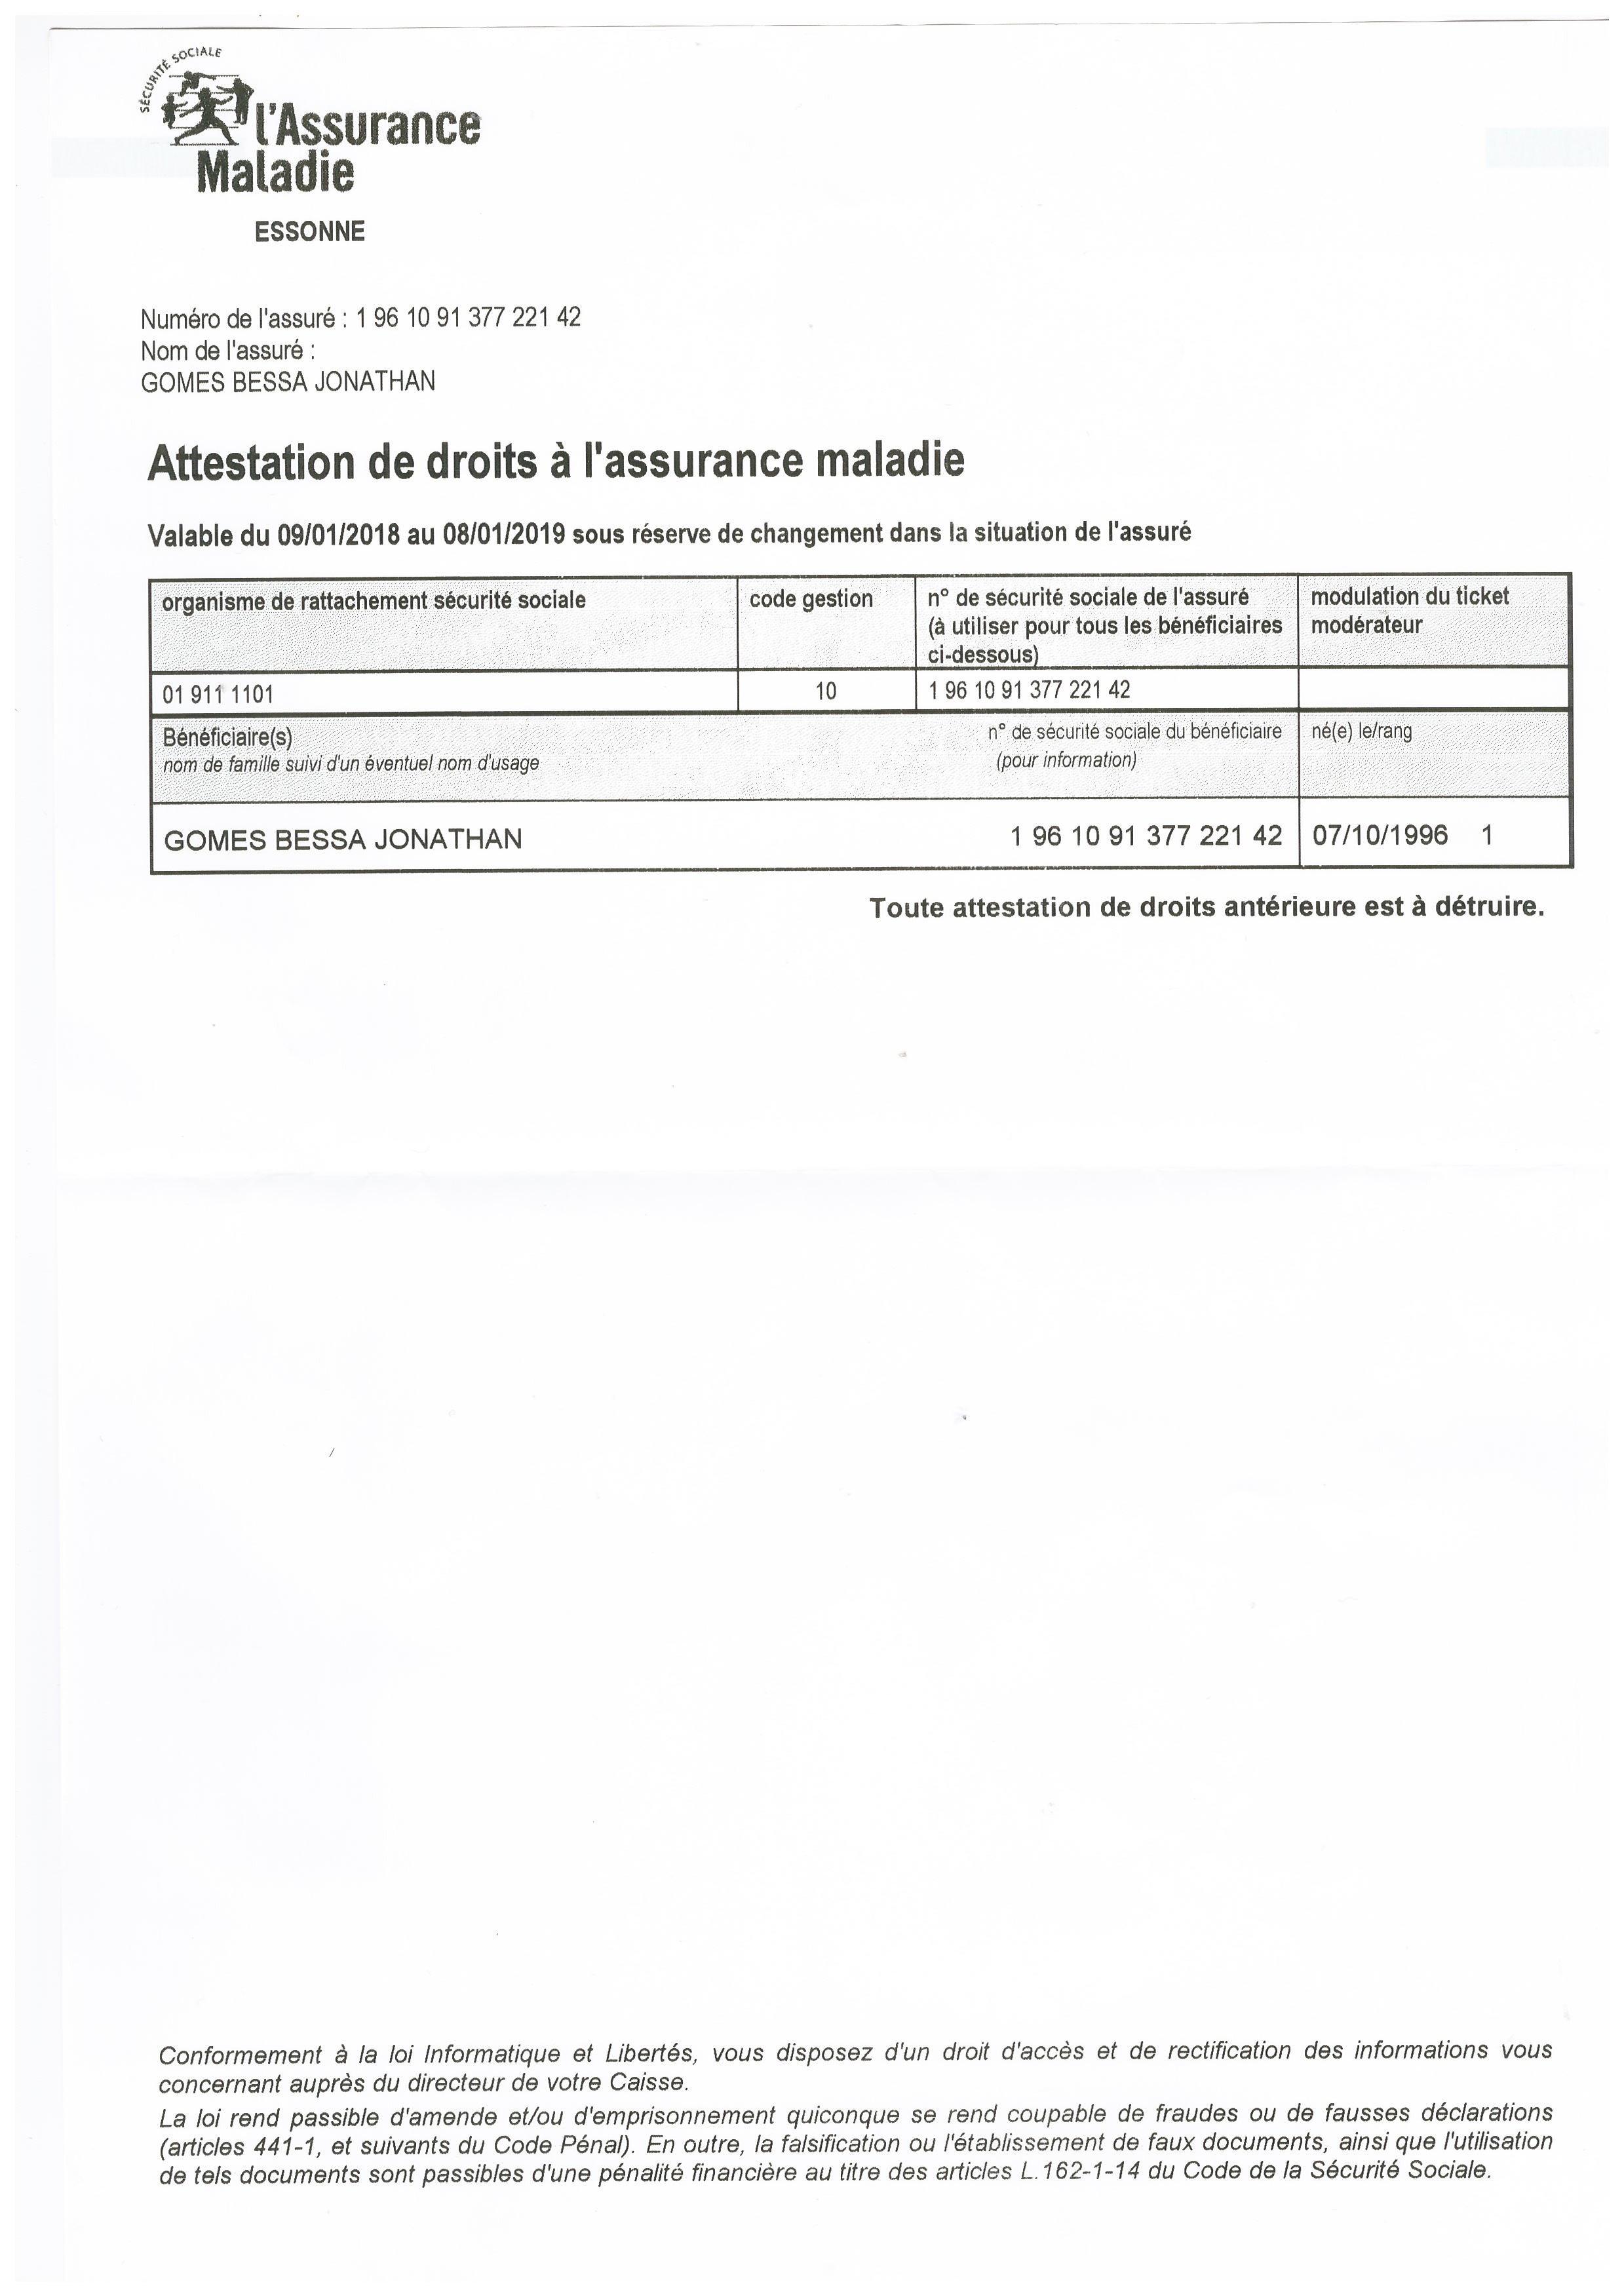 SÉCURITÉ SOCIALE
l'Assurance
Maladie
ESSONNE
Numéro de l'assuré : 1 96 10 91 377 221 42
Nom de l'assuré :
GOMES BESSA JONATHAN
Attestation de droits à l'assurance maladie
Valable du 09/01/2018 au 08/01/2019 sous réserve de changement dans la situation de l'assuré
organisme de rattachement sécurité sociale
code gestion
n° de sécurité sociale de l'assuré
(à utiliser pour tous les bénéficiaires
ci-dessous)
modulation du ticket
modérateur
01 911 1101
10
1 96 10 91 377 221 42
Bénéficiaire(s)
nom de famille suivi d'un éventuel nom d'usage
n° de sécurité sociale du bénéficiaire
(pour information)
né(e) le/rang
GOMES BESSA JONATHAN
1 96 10 91 377 221 42
07/10/1996 1
Toute attestation de droits antérieure est à détruire.
Conformement à la loi Informatique et Libertés, vous disposez d'un droit d'accès et de rectification des informations vous
concernant auprès du directeur de votre Caisse.
La loi rend passible d'amende et/ou d'emprisonnement quiconque se rend coupable de fraudes ou de fausses déclarations
(articles 441-1, et suivants du Code Pénal). En outre, la falsification ou l'établissement de faux documents, ainsi que l'utilisation
de tels documents sont passibles d'une pénalité financière au titre des articles L.162-1-14 du Code de la Sécurité Sociale.